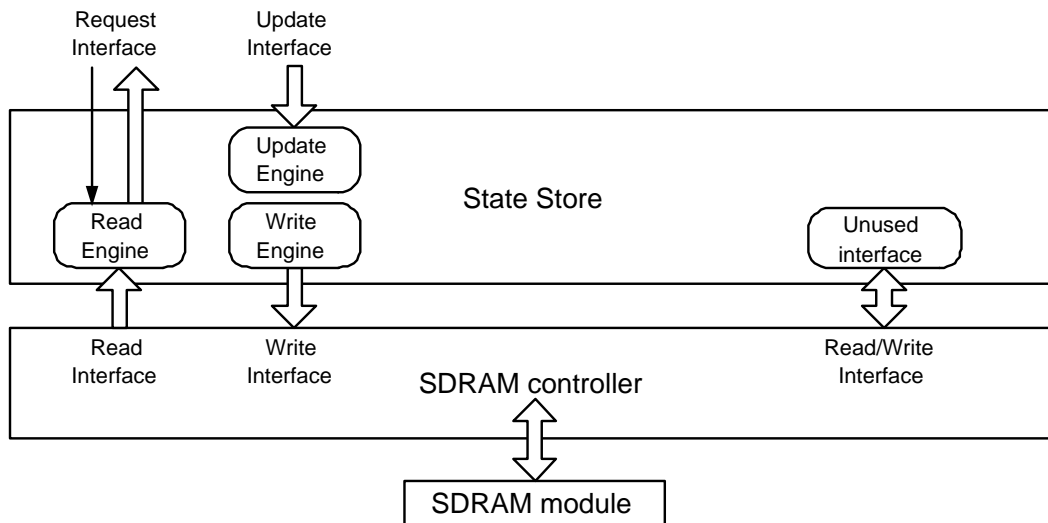 Request
Interface
Update
Interface
Update
Engine
State Store
Read
Engine
Write
Engine
Unused
interface
Read
Interface
Write
Interface
Read/Write
Interface
SDRAM controller
SDRAM module